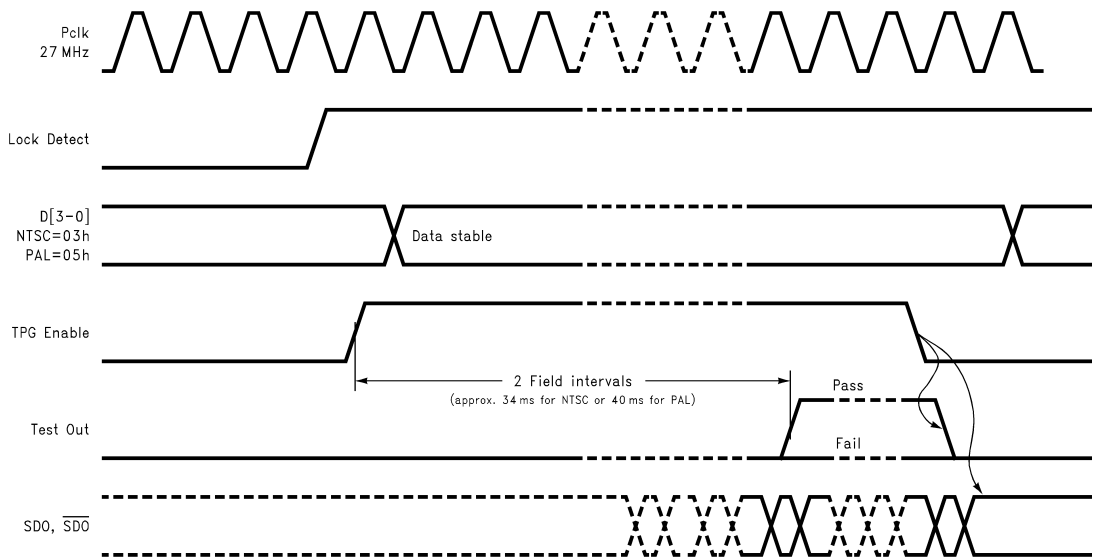 Pclk
27 MHz
Lock Detect
D[3-0]
NTSC=03h
PAL=05h
Data stable
TPG Enable
2 Field intervals
(approx. 34 ms for NTSC or 40 ms for PAL)
Pass
Test Out
Fail
SDO, S̅D̅O̅